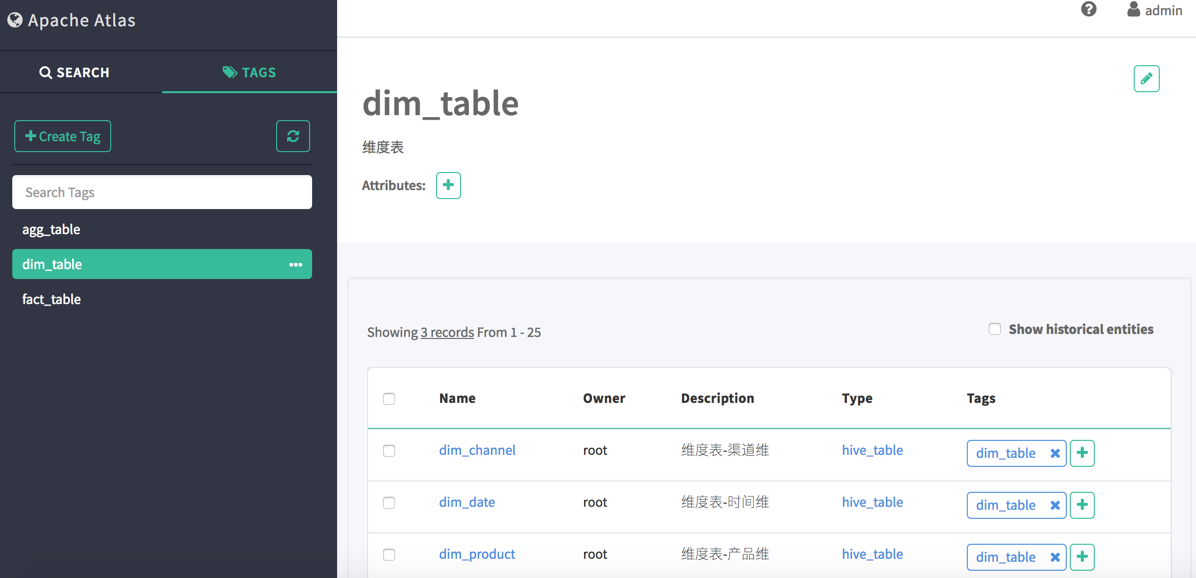 Apache Atlas
admin
SEARCH
TAGS
Create Tag
Search Tags
agg_table
dim_table
fact_table
dim_table
维度表
Attributes:
Showing 3 records From 1 - 25
Show historical entities
Name Owner Description Type Tags
dim_channel root 维度表-渠道维 hive_table dim_table
dim_date root 维度表-时间维 hive_table dim_table
dim_product root 维度表-产品维 hive_table dim_table